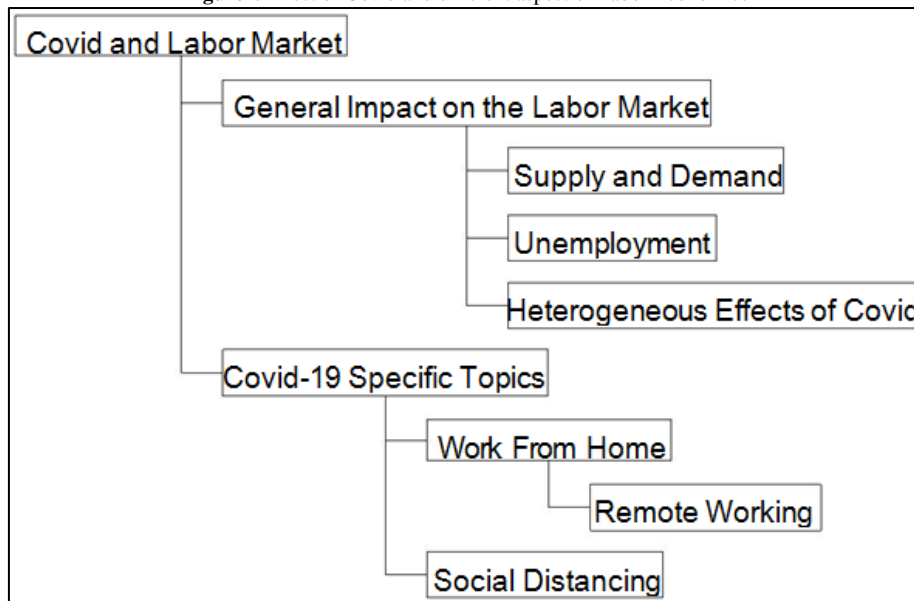 Covid and Labor Market
General Impact on the Labor Market
Supply and Demand
Unemployment
Heterogeneous Effects of Covid
Covid-19 Specific Topics
Work From Home
Remote Working
Social Distancing